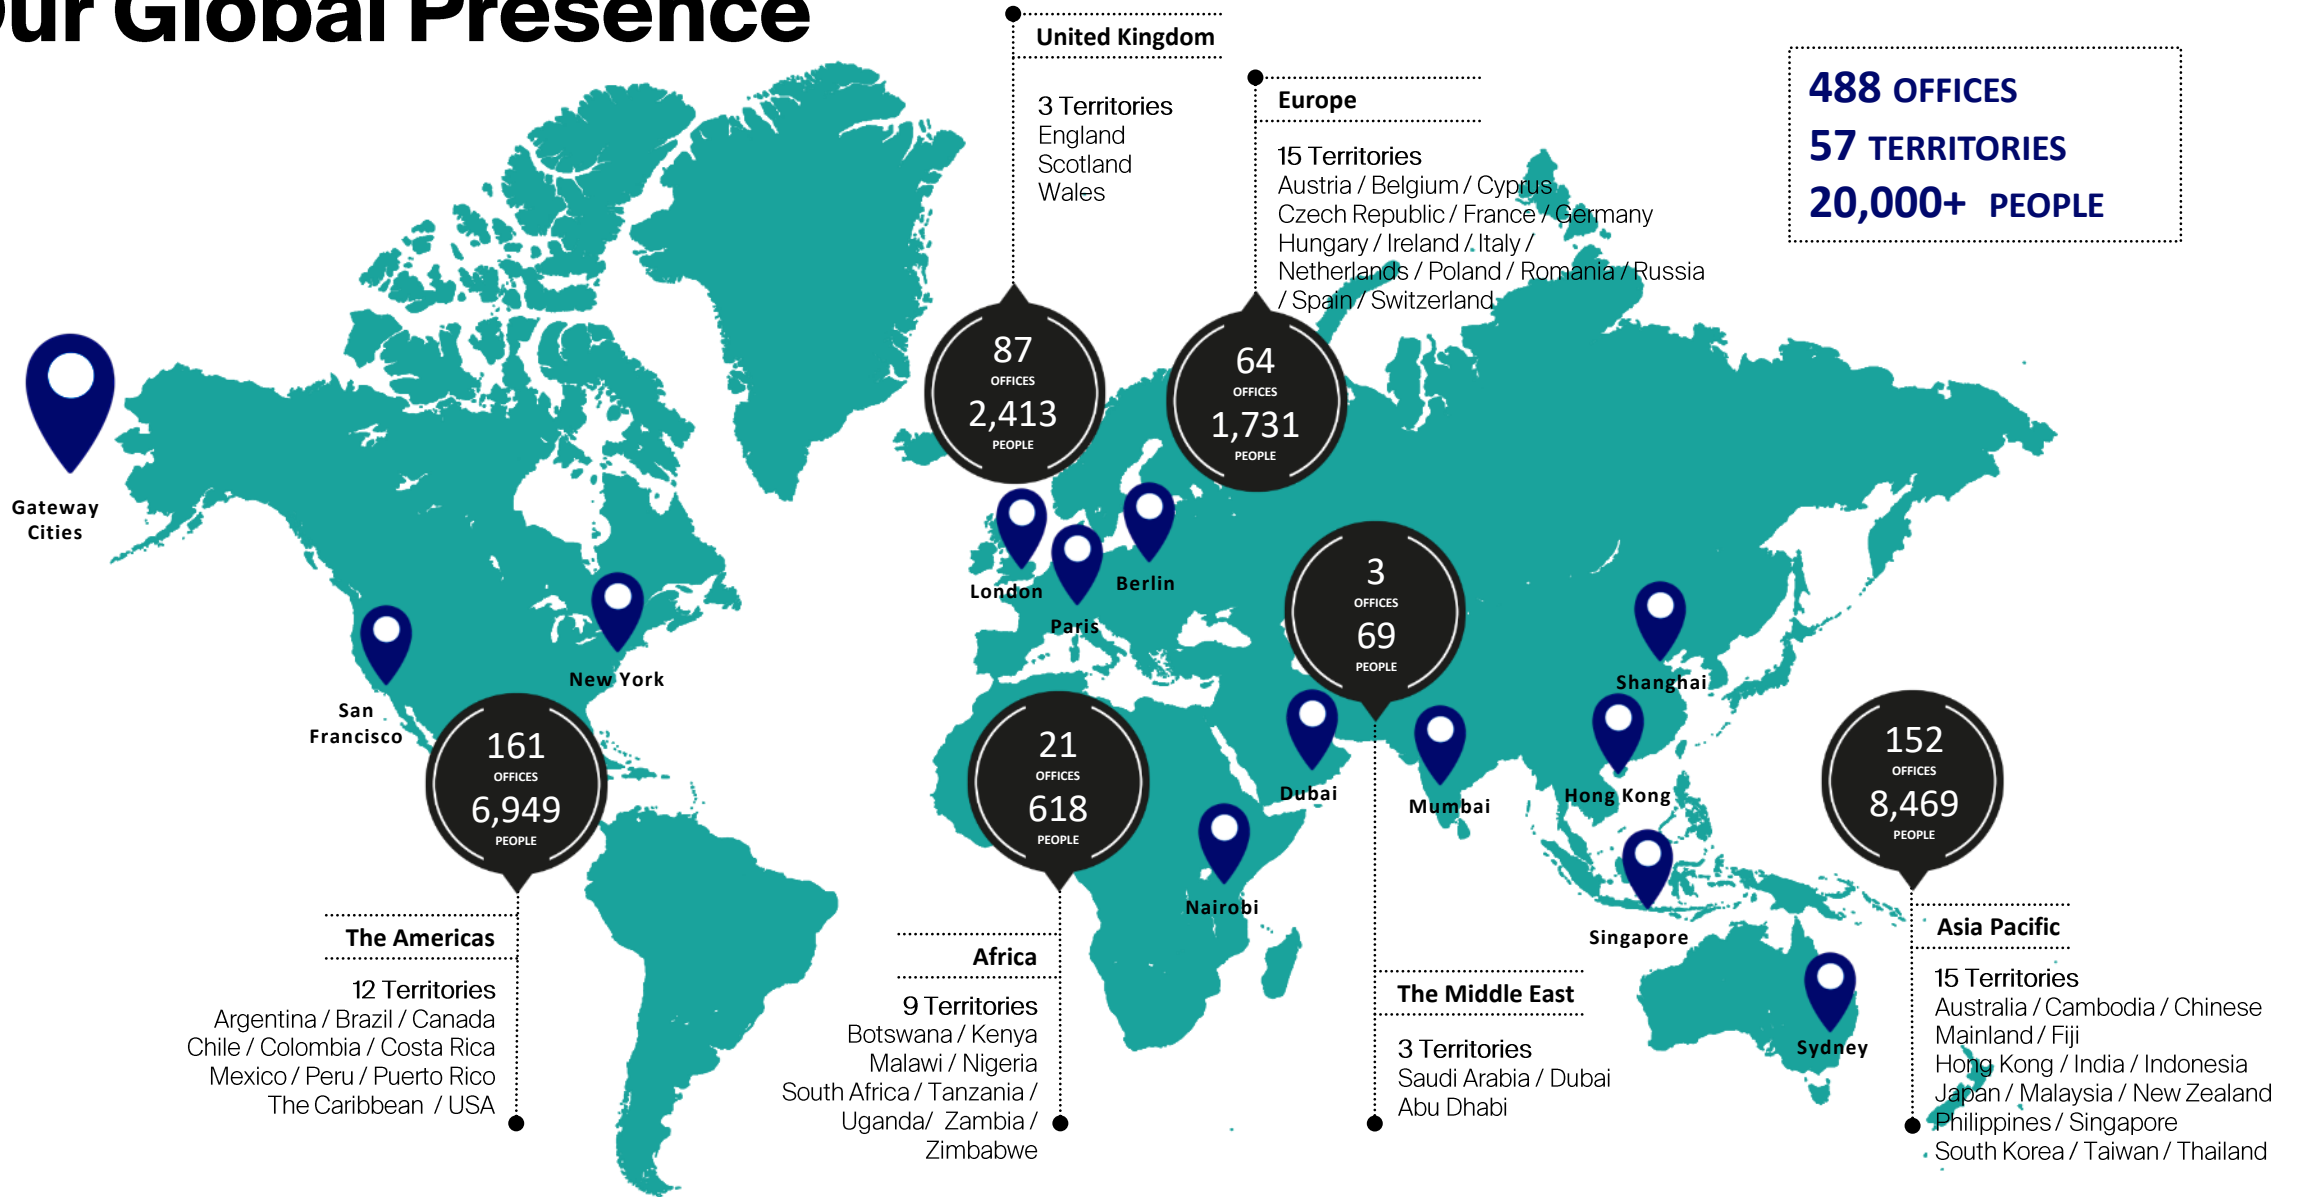 ur Global Presence
United Kingdom
3 Territories
England
Scotland
Wales
Europe
15 Territories
Austria / Belgium / Cyprus
Czech Republic / France / Germany
Hungary / Ireland / Italy /
Netherlands / Poland / Romania / Russia
/ Spain / Switzerland
488 OFFICES
57 TERRITORIES
20,000+ PEOPLE
87
OFFICES
2,413
PEOPLE
64
OFFICES
1,731
PEOPLE
Gateway
Cities
London
Paris
Berlin
3
OFFICES
69
PEOPLE
San
Francisco
New York
Shanghai
161
OFFICES
6,949
PEOPLE
21
OFFICES
618
PEOPLE
Dubai
Mumbai
Hong Kong
152
OFFICES
8,469
PEOPLE
Nairobi
Singapore
Sydney
The Americas
12 Territories
Argentina / Brazil / Canada
Chile / Colombia / Costa Rica
Mexico / Peru / Puerto Rico
The Caribbean / USA
Africa
9 Territories
Botswana / Kenya
Malawi / Nigeria
South Africa / Tanzania /
Uganda/ Zambia /
Zimbabwe
The Middle East
3 Territories
Saudi Arabia / Dubai
Abu Dhabi
Asia Pacific
15 Territories
Australia / Cambodia / Chinese
Mainland / Fiji
Hong Kong / India / Indonesia
Japan / Malaysia / New Zealand
Philippines / Singapore
South Korea / Taiwan / Thailand